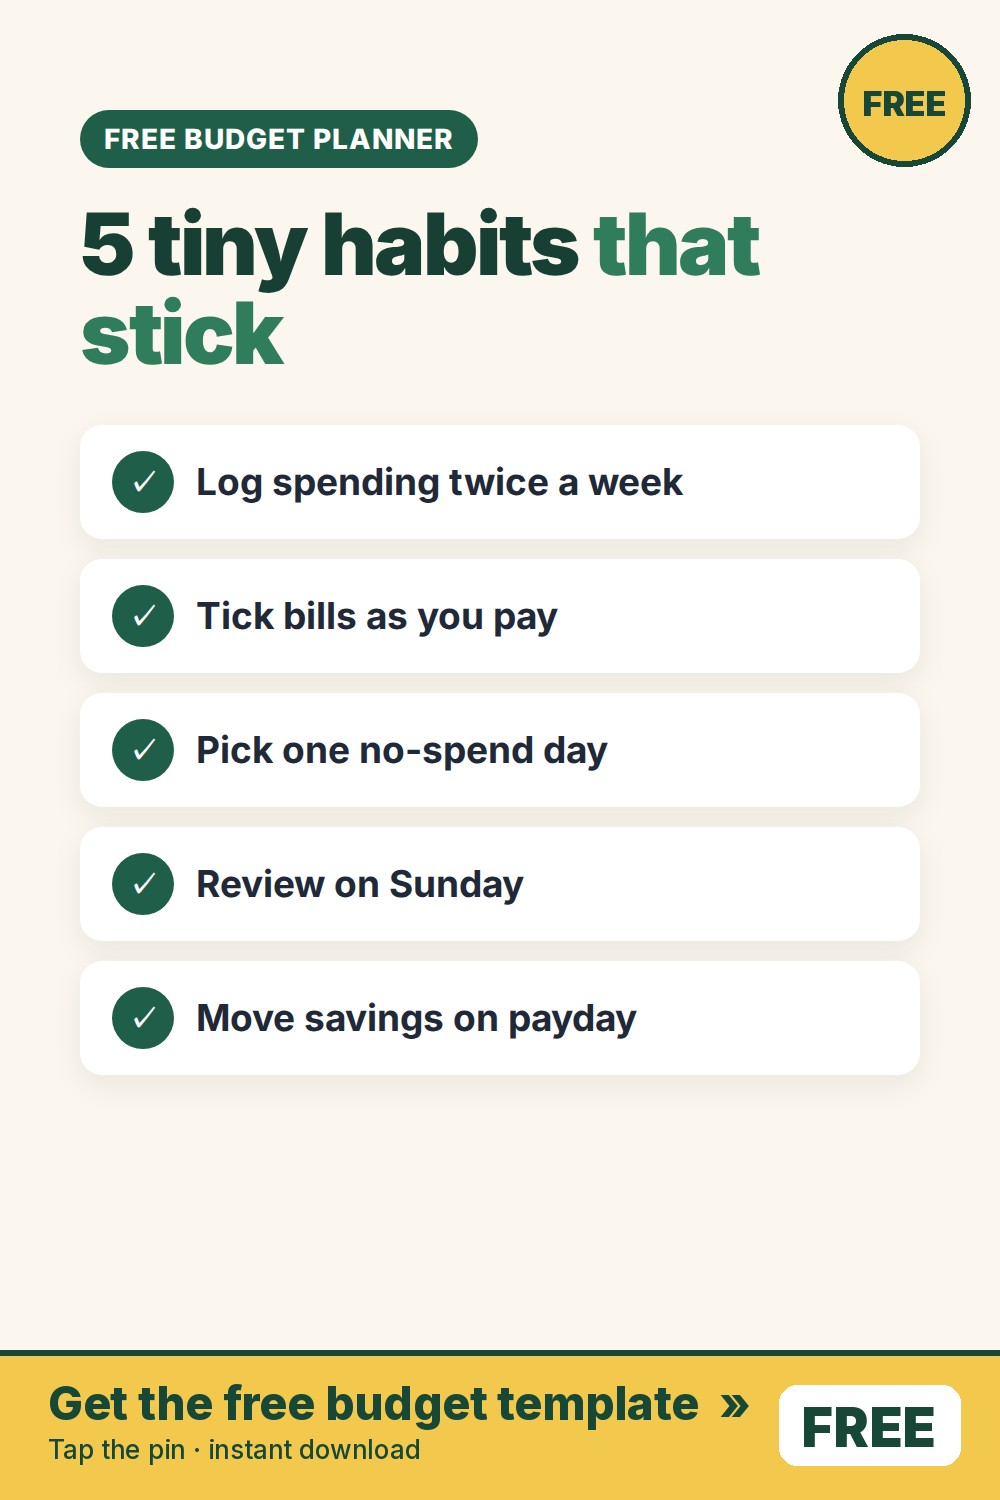 FREE
FREE BUDGET PLANNER
5 tiny habits that
stick
✓ Log spending twice a week
✓ Tick bills as you pay
✓ Pick one no-spend day
✓ Review on Sunday
✓ Move savings on payday
Get the free budget template »
Tap the pin · instant download
FREE